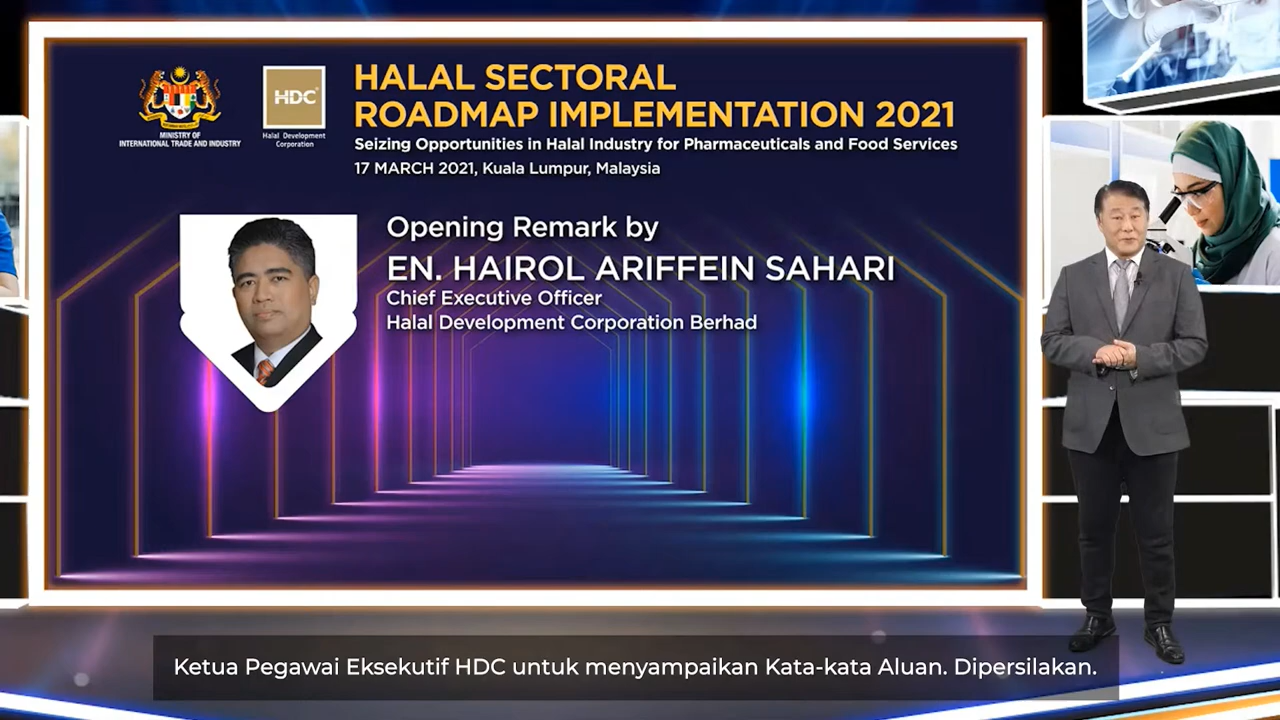 MINISTRY OF
INTERNATIONAL TRADE AND INDUSTRY
HDC
Halal Development
Corporation
HALAL SECTORAL
ROADMAP IMPLEMENTATION 2021
Seizing Opportunities in Halal Industry for Pharmaceuticals and Food Services
17 MARCH 2021, Kuala Lumpur, Malaysia
Opening Remark by
EN. HAIROL ARIFFEIN SAHARI
Chief Executive Officer
Halal Development Corporation Berhad
Ketua Pegawai Eksekutif HDC untuk menyampaikan Kata-kata Aluan. Dipersilakan.